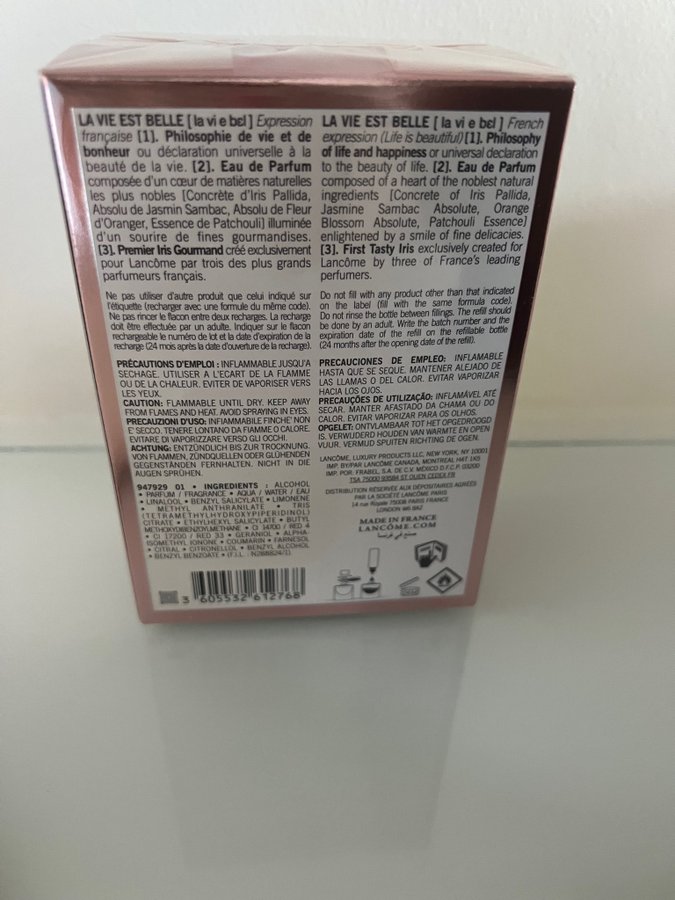 LA VIE EST BELLE [ la vi e bɛl ] Expression
française [1]. Philosophie de vie et de
bonheur ou déclaration universelle à la
beauté de la vie. [2]. Eau de Parfum
composée d'un cœur de matières naturelles
les plus nobles [Concrète d'Iris Pallida,
Absolu de Jasmin Sambac, Absolu de Fleur
d'Oranger, Essence de Patchouli] illuminée
d'un sourire de fines gourmandises.
[3]. Premier Iris Gourmand créé exclusivement
pour Lancôme par trois des plus grands
parfumeurs français.
Ne pas utiliser d'autre produit que celui indiqué sur
l'étiquette (recharger avec une formule du même code).
Ne pas rincer le flacon entre deux recharges. La recharge
doit être effectuée par un adulte. Indiquer sur le flacon
rechargeable le numéro de lot et la date d'expiration de la
recharge (24 mois après la date d'ouverture de la recharge).
PRÉCAUTIONS D'EMPLOI : INFLAMMABLE JUSQU'A
SECHAGE. UTILISER A L'ECART DE LA FLAMME
OU DE LA CHALEUR. EVITER DE VAPORISER VERS
LES YEUX.
CAUTION: FLAMMABLE UNTIL DRY. KEEP AWAY
FROM FLAMES AND HEAT. AVOID SPRAYING IN EYES.
PRECAUZIONI D'USO: INFIAMMABILE FINCHE' NON
E' SECCO. TENERE LONTANO DA FIAMME O CALORE.
EVITARE DI VAPORIZZARE VERSO GLI OCCHI.
ACHTUNG: ENTZÜNDLICH BIS ZUR TROCKNUNG.
VON FLAMMEN, ZÜNDQUELLEN ODER GLÜHENDEN
GEGENSTÄNDEN FERNHALTEN. NICHT IN DIE
AUGEN SPRÜHEN.
947929 01 • INGREDIENTS : ALCOHOL
• PARFUM / FRAGRANCE • AQUA / WATER / EAU
• LINALOOL • BENZYL SALICYLATE • LIMONENE
• METHYL ANTHRANILATE • TRIS
(TETRAMETHYLHYDROXYPIPERIDINOL)
CITRATE • ETHYLHEXYL SALICYLATE • BUTYL
METHOXYDIBENZOYLMETHANE • CI 14700 / RED 4
• CI 17200 / RED 33 • GERANIOL • ALPHA-
ISOMETHYL IONONE • COUMARIN • FARNESOL
• CITRAL • CITRONELLOL • BENZYL ALCOHOL
• BENZYL BENZOATE • (F.I.L. N288824/1)
3 605532 612768
LA VIE EST BELLE [ la vi e bɛl ] French
expression (Life is beautiful) [1]. Philosophy
of life and happiness or universal declaration
to the beauty of life. [2]. Eau de Parfum
composed of a heart of the noblest natural
ingredients [Concrete of Iris Pallida,
Jasmine Sambac Absolute, Orange
Blossom Absolute, Patchouli Essence]
enlightened by a smile of fine delicacies.
[3]. First Tasty Iris exclusively created for
Lancôme by three of France's leading
perfumers.
Do not fill with any product other than that indicated
on the label (fill with the same formula code).
Do not rinse the bottle between fillings. The refill should
be done by an adult. Write the batch number and the
expiration date of the refill on the refillable bottle
(24 months after the opening date of the refill).
PRECAUCIONES DE EMPLEO: INFLAMABLE
HASTA QUE SE SEQUE. MANTENER ALEJADO DE
LAS LLAMAS O DEL CALOR. EVITAR VAPORIZAR
HACIA LOS OJOS.
PRECAUÇÕES DE UTILIZAÇÃO: INFLAMÁVEL ATÉ
SECAR. MANTER AFASTADO DA CHAMA OU DO
CALOR. EVITAR VAPORIZAR PARA OS OLHOS.
OPGELET: ONTVLAMBAAR TOT HET OPGEDROOGD
IS. VERWIJDERD HOUDEN VAN WARMTE EN OPEN
VUUR. VERMIJD SPUITEN RICHTING DE OGEN.
LANCÔME, LUXURY PRODUCTS LLC, NEW YORK, NY 10001
IMP. BY/PAR LANCÔME CANADA, MONTREAL H4T 1K5
IMP. POR: FRABEL, S.A. DE C.V. MÉXICO D.F. C.P. 03200
TSA 75000 93584 ST OUEN CEDEX FR
DISTRIBUTION RÉSERVÉE AUX DÉPOSITAIRES AGRÉÉS
PAR LA SOCIÉTÉ LANCÔME PARIS
14 rue Royale 75008 PARIS FRANCE
LONDON W6 8AZ
MADE IN FRANCE
LANCÔME.COM
صنع في فرنسا